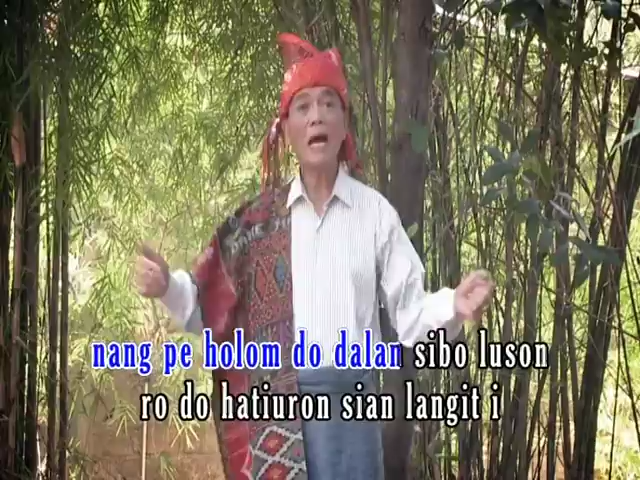 nang pe holom do dalan sibo luson
ro do hatiuron sian langit i